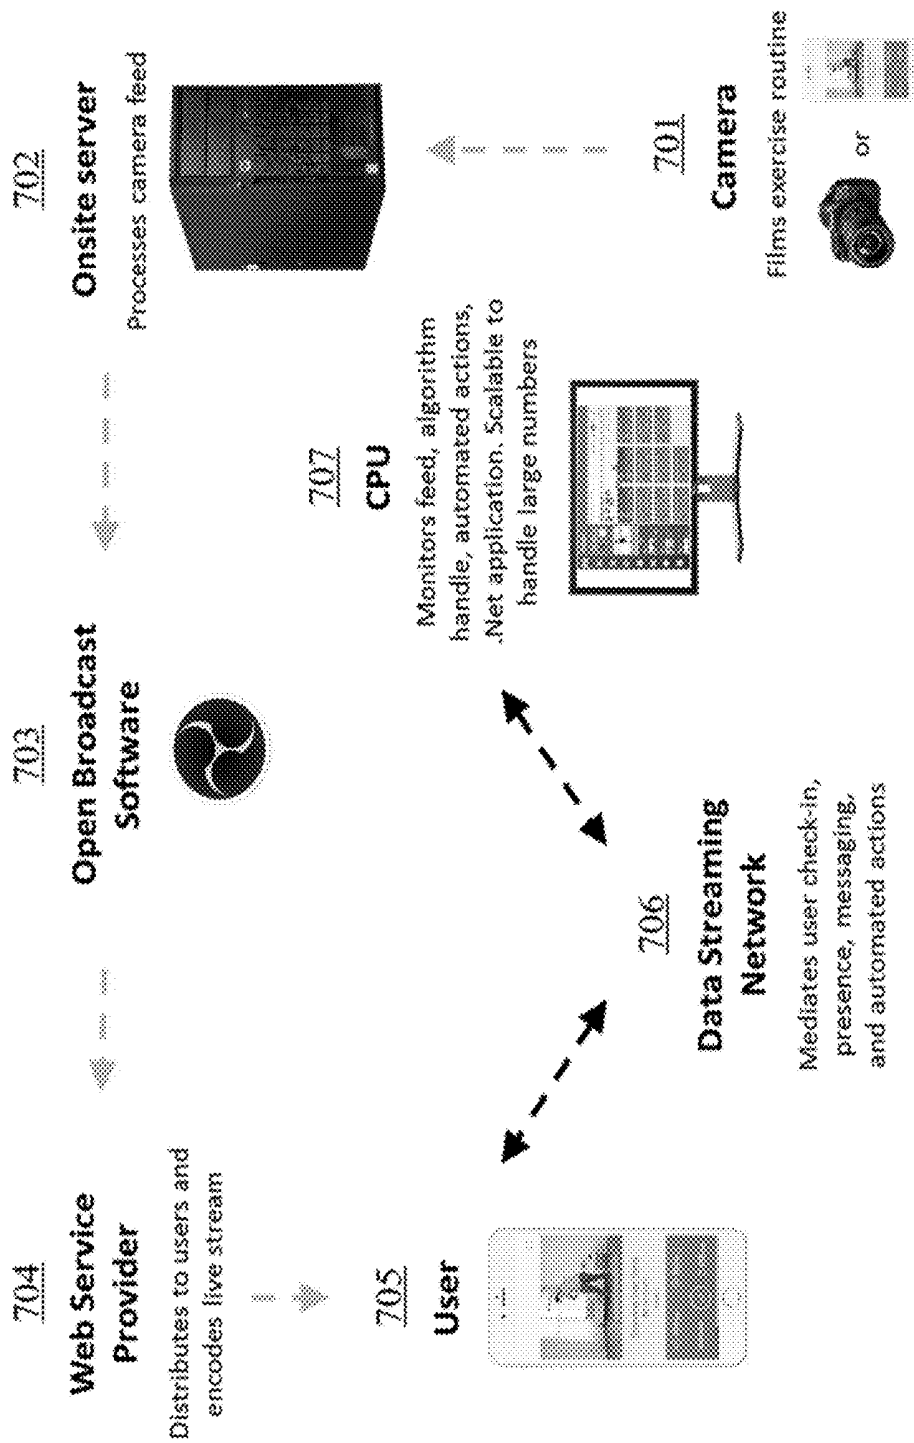 704
Web Service
Provider
Distributes to users and
encodes live stream
703
Open Broadcast
Software
702
Onsite server
Processes camera feed
705
User
707
CPU
Monitors feed, algorithm
handle, automated actions,
.Net application. Scalable to
handle large numbers
706
Data Streaming
Network
Mediates user check-in,
presence, messaging,
and automated actions
701
Camera
Films exercise routine
or